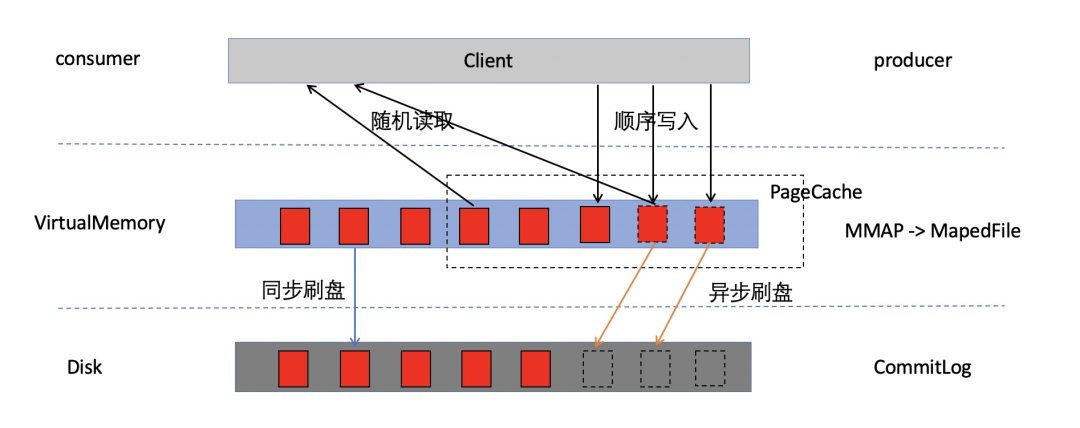 consumer
Client
producer
随机读取
顺序写入
PageCache
VirtualMemory
MMAP -> MapedFile
同步刷盘
异步刷盘
Disk
CommitLog